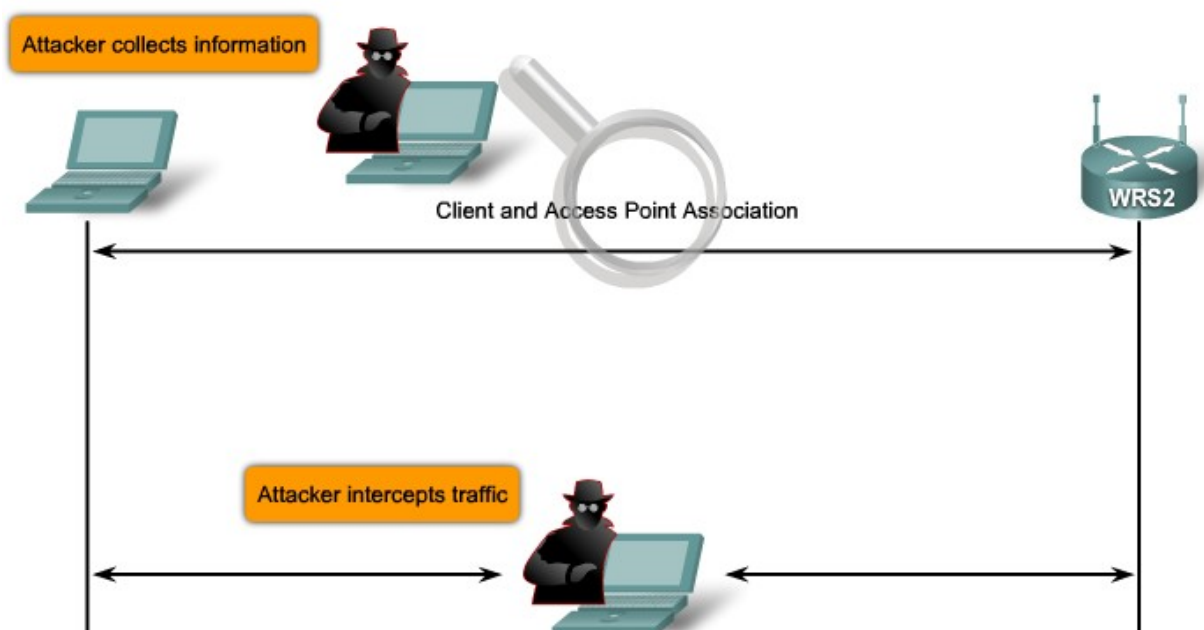 Attacker collects information
WRS2
Client and Access Point Association
Attacker intercepts traffic